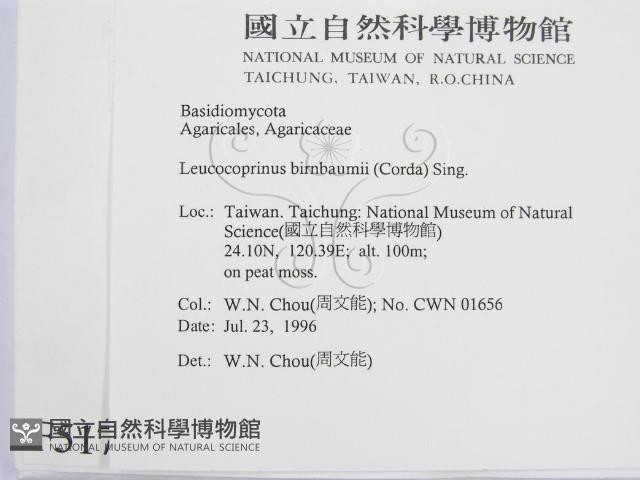 國立自然科學博物館
NATIONAL MUSEUM OF NATURAL SCIENCE
TAICHUNG, TAIWAN, R.O.CHINA
Basidiomycota
Agaricales, Agaricaceae
Leucocoprinus birnbaumii (Corda) Sing.
Loc.: Taiwan. Taichung: National Museum of Natural
Science(國立自然科學博物館)
24.10N, 120.39E; alt. 100m;
on peat moss.
Col.: W.N. Chou(周文能); No. CWN 01656
Date: Jul. 23, 1996
Det.: W.N. Chou(周文能)
國立自然科學博物館
NATIONAL MUSEUM OF NATURAL SCIENCE